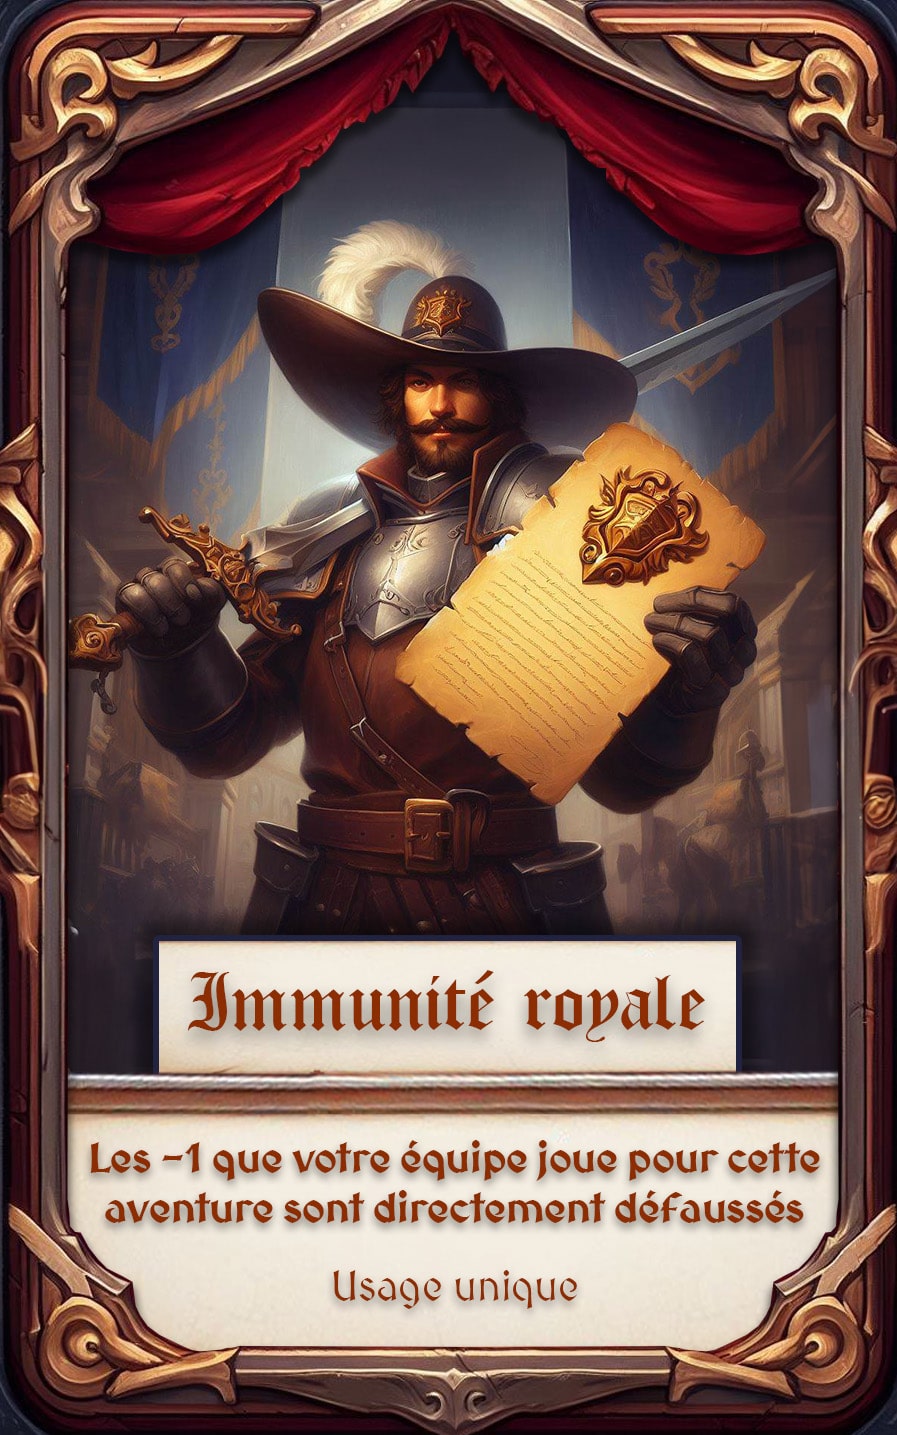 Immunité royale
Les -1 que votre équipe joue pour cette
aventure sont directement défaussés
Usage unique